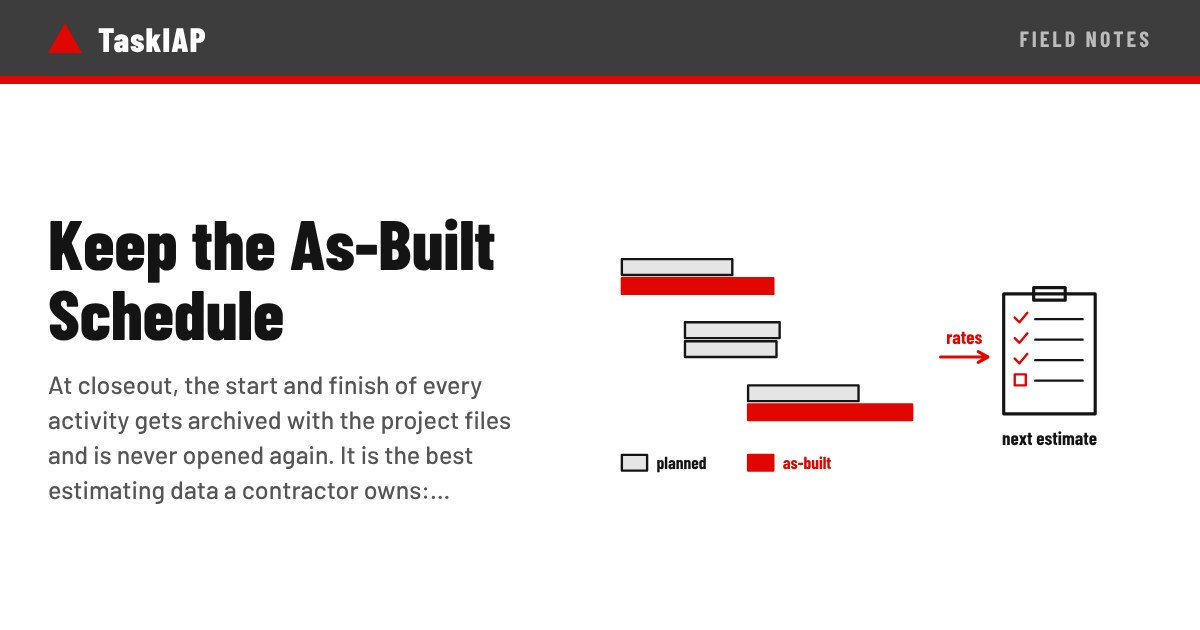 TaskIAP
FIELD NOTES
Keep the As-Built
Schedule
At closeout, the start and finish of every
activity gets archived with the project files
and is never opened again. It is the best
estimating data a contractor owns:...
rates
next estimate
planned
as-built